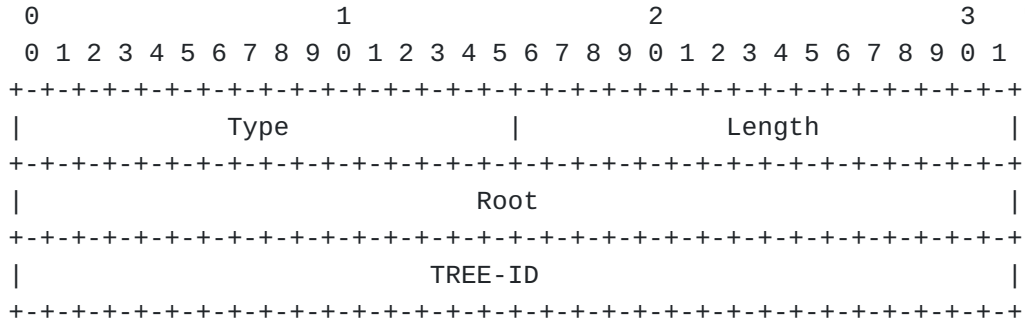 0                   1                   2                   3
 0 1 2 3 4 5 6 7 8 9 0 1 2 3 4 5 6 7 8 9 0 1 2 3 4 5 6 7 8 9 0 1
+-+-+-+-+-+-+-+-+-+-+-+-+-+-+-+-+-+-+-+-+-+-+-+-+-+-+-+-+-+-+-+-+
|             Type              |             Length            |
+-+-+-+-+-+-+-+-+-+-+-+-+-+-+-+-+-+-+-+-+-+-+-+-+-+-+-+-+-+-+-+-+
|                             Root                              |
+-+-+-+-+-+-+-+-+-+-+-+-+-+-+-+-+-+-+-+-+-+-+-+-+-+-+-+-+-+-+-+-+
|                          TREE-ID                              |
+-+-+-+-+-+-+-+-+-+-+-+-+-+-+-+-+-+-+-+-+-+-+-+-+-+-+-+-+-+-+-+-+